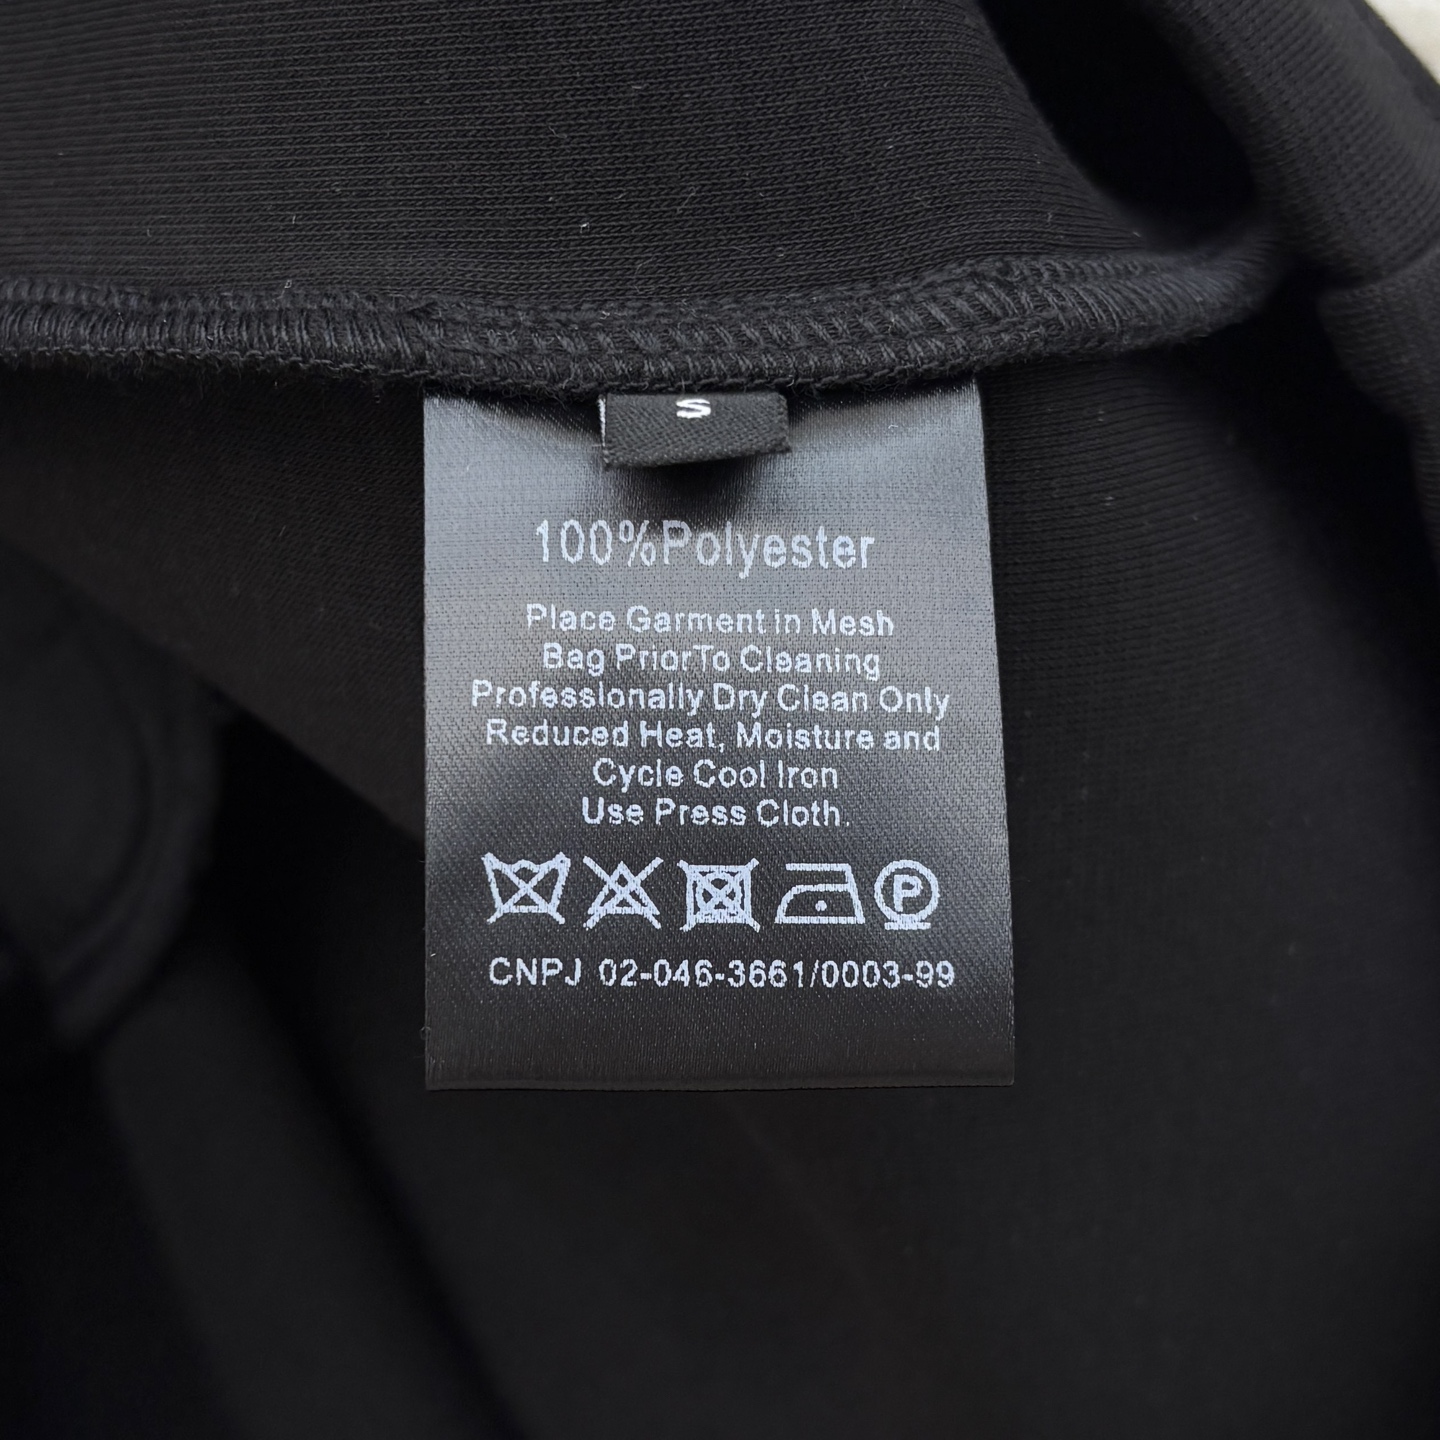 S
100%Polyester
Place Garment in Mesh
Bag PriorTo Cleaning
Professionally Dry Clean Only
Reduced Heat, Moisture and
Cycle Cool Iron
Use Press Cloth.
P
CNPJ 02-046-3661/0003-99